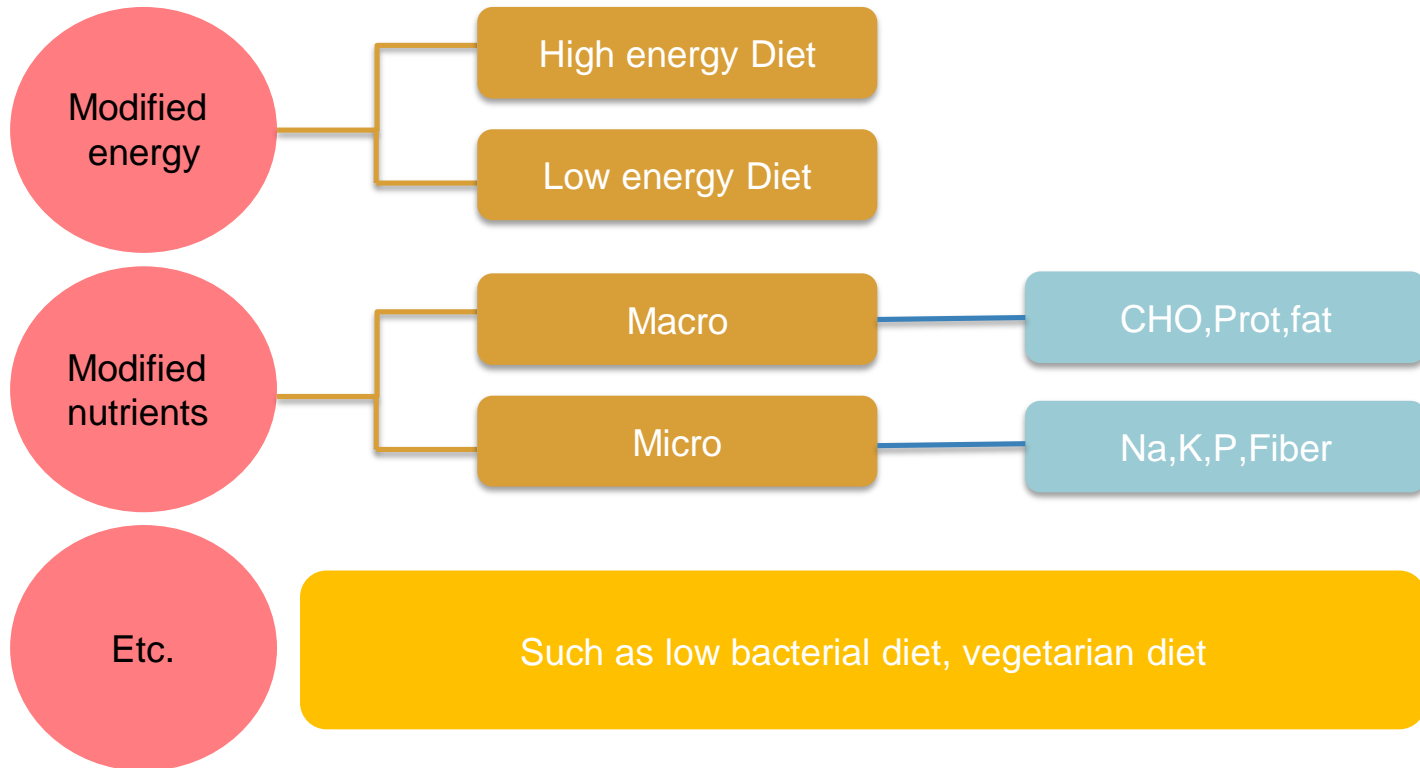 Modified
energy
High energy Diet
Low energy Diet
Modified
nutrients
Macro
CHO,Prot,fat
Micro
Na,K,P,Fiber
Etc.
Such as low bacterial diet, vegetarian diet